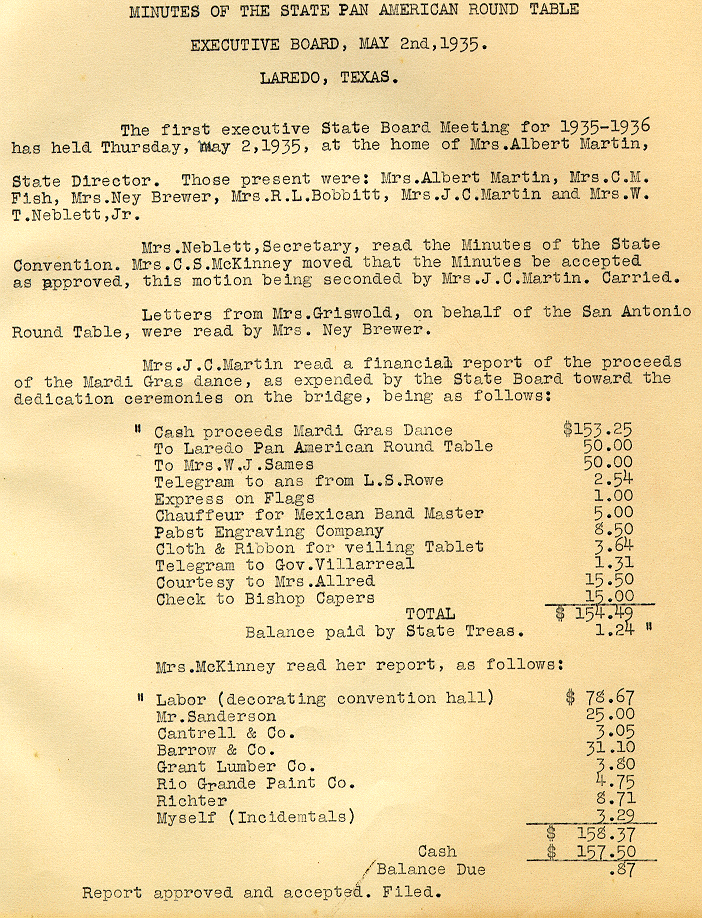 MINUTES OF THE STATE PAN AMERICAN ROUND TABLE
EXECUTIVE BOARD, MAY 2nd,1935.
LAREDO, TEXAS.
The first executive State Board Meeting for 1935-1936
has held Thursday, May 2,1935, at the home of Mrs.Albert Martin,
State Director. Those present were: Mrs.Albert Martin, Mrs.C.M.
Fish, Mrs.Ney Brewer, Mrs.R.L.Bobbitt, Mrs.J.C.Martin and Mrs.W.
T.Neblett,Jr.
Mrs.Neblett,Secretary, read the Minutes of the State
Convention. Mrs.C.S.McKinney moved that the Minutes be accepted
as approved, this motion being seconded by Mrs.J.C.Martin. Carried.
Letters from Mrs.Griswold, on behalf of the San Antonio
Round Table, were read by Mrs. Ney Brewer.
Mrs.J.C.Martin read a financial report of the proceeds
of the Mardi Gras dance, as expended by the State Board toward the
dedication ceremonies on the bridge, being as follows:
" Cash proceeds Mardi Gras Dance $153.25
To Laredo Pan American Round Table 50.00
To Mrs.W.J.Sames 50.00
Telegram to ans from L.S.Rowe 2.54
Express on Flags 1.00
Chauffeur for Mexican Band Master 5.00
Pabst Engraving Company 8.50
Cloth & Ribbon for veiling Tablet 3.64
Telegram to Gov.Villarreal 1.31
Courtesy to Mrs.Allred 15.50
Check to Bishop Capers 15.00
TOTAL $ 154.49
Balance paid by State Treas. 1.24 "
Mrs.McKinney read her report, as follows:
" Labor (decorating convention hall) $ 78.67
Mr.Sanderson 25.00
Cantrell & Co. 3.05
Barrow & Co. 31.10
Grant Lumber Co. 3.80
Rio Grande Paint Co. 4.75
Richter 8.71
Myself (Incidemtals) 3.29
$ 158.37
Cash $ 157.50
/Balance Due .87
Report approved and accepted. Filed.